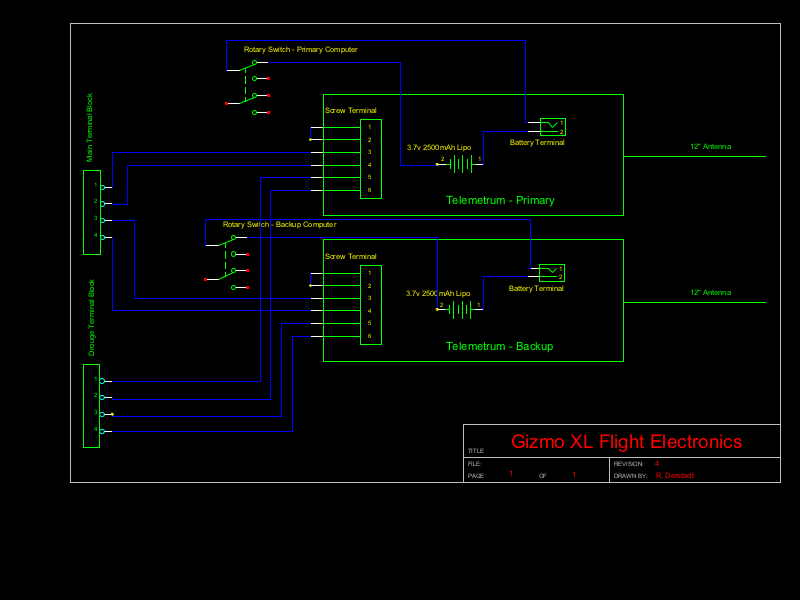 Rotary Switch - Primary Computer
Main Terminal Block
1
2
3
4
Screw Terminal
1
2
3
4
5
6
3.7v 2500mAh Lipo
2
1
1
2
Battery Terminal
12" Antenna
Telemetrum - Primary
Rotary Switch - Backup Computer
Screw Terminal
1
2
3
4
5
6
3.7v 2500mAh Lipo
2
1
1
2
Battery Terminal
12" Antenna
Telemetrum - Backup
Drouge Terminal Block
1
2
3
4
TITLE
Gizmo XL Flight Electronics
FILE:
REVISION: 4
PAGE 1 OF 1
DRAWN BY: R. Dierstadt